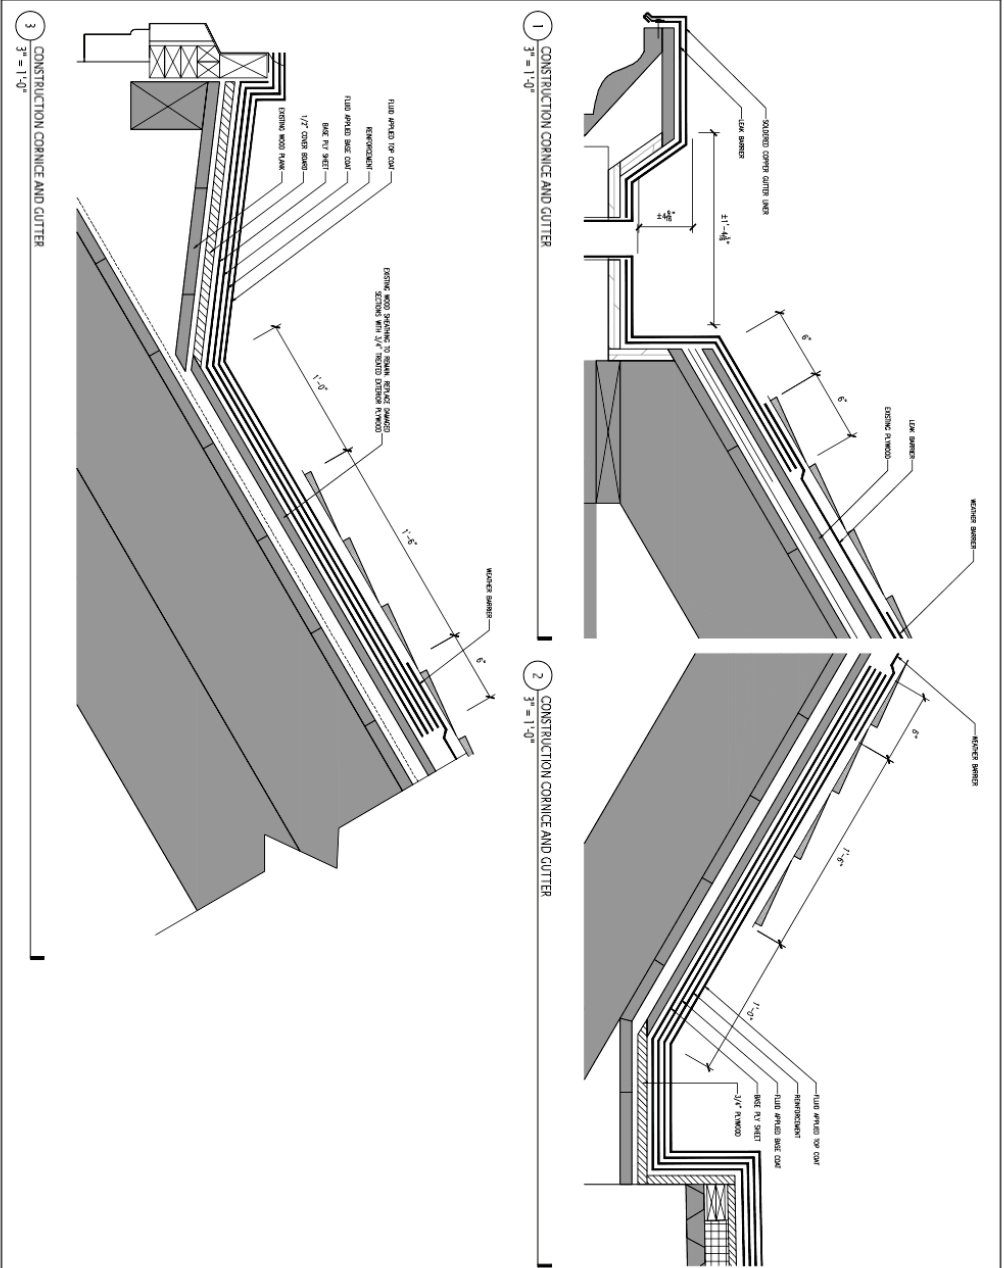 1
CONSTRUCTION CORNICE AND GUTTER
3" = 1'-0"
SOLDERED COPPER GUTTER LINER
LEAK BARRIER
±1'-4⅜"
6"
6"
EXISTING PLYWOOD
LEAK BARRIER
WEATHER BARRIER
2
CONSTRUCTION CORNICE AND GUTTER
3" = 1'-0"
WEATHER BARRIER
6"
1'-6"
1'-0"
FLUID APPLIED TOP COAT
REINFORCEMENT
FLUID APPLIED BASE COAT
BASE PLY SHEET
3/4" PLYWOOD
3
CONSTRUCTION CORNICE AND GUTTER
3" = 1'-0"
FLUID APPLIED TOP COAT
REINFORCEMENT
FLUID APPLIED BASE COAT
BASE PLY SHEET
1/2" COVER BOARD
EXISTING WOOD PLANK
EXISTING WOOD SHEATHING TO REMAIN. REPLACE DAMAGED
SECTIONS WITH 3/4" TREATED EXTERIOR PLYWOOD
1'-0"
1'-6"
6"
WEATHER BARRIER